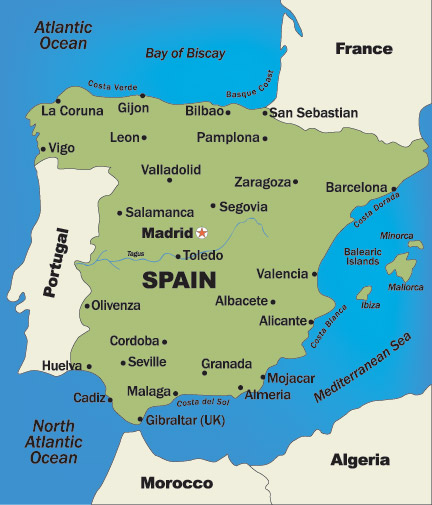 Atlantic
Ocean
Bay of Biscay
France
Costa Verde
Basque Coast
La Coruna
Gijon
Bilbao
San Sebastian
Vigo
Leon
Pamplona
Valladolid
Zaragoza
Barcelona
Salamanca
Segovia
Costa Dorada
Madrid
Minorca
Portugal
Tagus
Toledo
Balearic
Islands
SPAIN
Valencia
Mallorca
Ibiza
Olivenza
Albacete
Alicante
Costa Blanca
Cordoba
Mediterranean Sea
Huelva
Seville
Granada
Mojacar
Cadiz
Malaga
Costa del Sol
Almeria
Gibraltar (UK)
North
Atlantic
Ocean
Algeria
Morocco